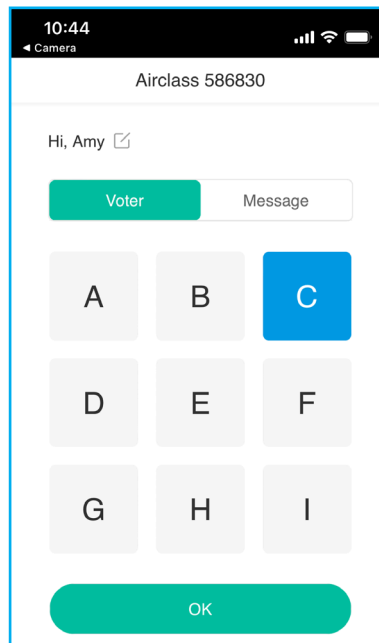 10:44
◀ Camera
Airclass 586830
Hi, Amy
Voter Message
A B C
D E F
G H I
OK